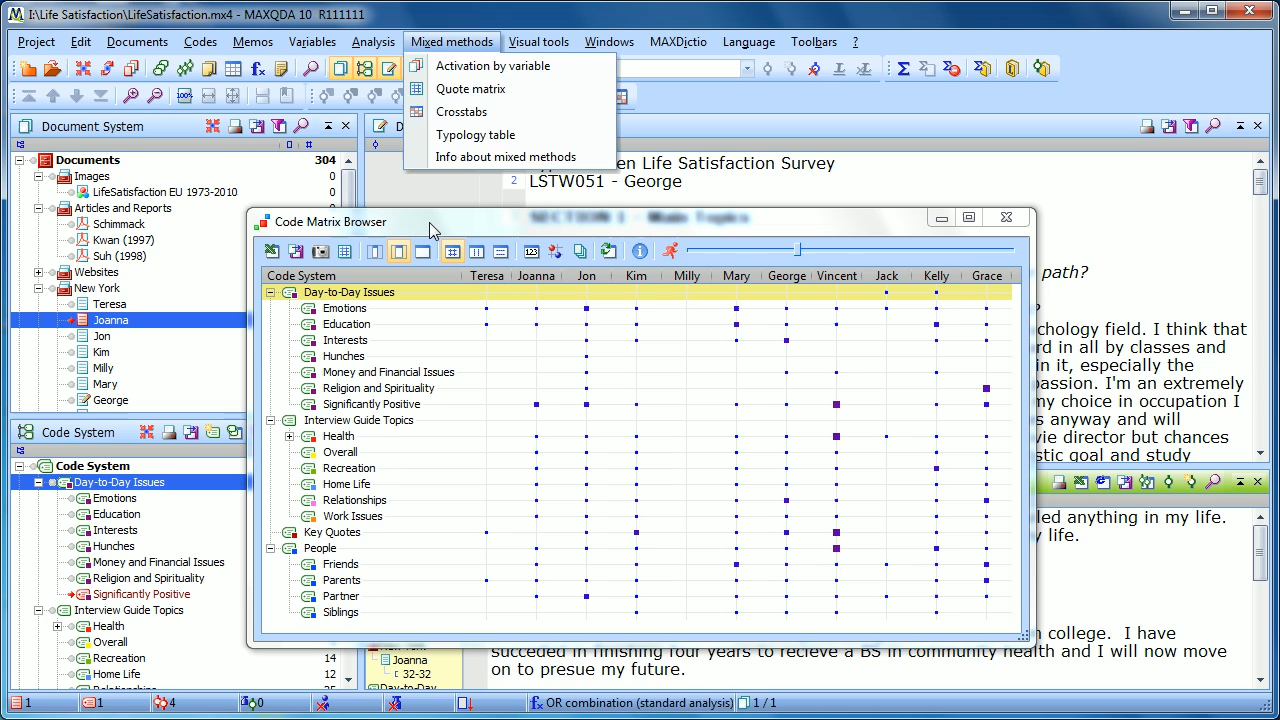 I:\Life Satisfaction\LifeSatisfaction.mx4 - MAXQDA 10 R111111
Project Edit Documents Codes Memos Variables Analysis Mixed methods Visual tools Windows MAXDictio Language Toolbars ?
Activation by variable
Quote matrix
Crosstabs
Typology table
Info about mixed methods
Document System
Documents 304
Images 0
LifeSatisfaction EU 1973-2010 0
Articles and Reports 0
Schimmack
Kwan (1997)
Suh (1998)
Websites
New York
Teresa
Joanna
Jon
Kim
Milly
Mary
George
en Life Satisfaction Survey
2 LSTW051 - George
SECTION 1 - Main Topics
path?
?
chology field. I think that
rd in all by classes and
in it, especially the
passion. I'm an extremely
my choice in occupation I
s anyway and will
vie director but chances
stic goal and study
Code Matrix Browser
123
Code System Teresa Joanna Jon Kim Milly Mary George Vincent Jack Kelly Grace
Day-to-Day Issues
Emotions
Education
Interests
Hunches
Money and Financial Issues
Religion and Spirituality
Significantly Positive
Interview Guide Topics
Health
Overall
Recreation
Home Life
Relationships
Work Issues
Key Quotes
People
Friends
Parents
Partner
Siblings
Code System
Code System
Day-to-Day Issues
Emotions
Education
Interests
Hunches
Money and Financial Issues
Religion and Spirituality
Significantly Positive
Interview Guide Topics
Health
Overall
Recreation 14
Home Life 12
Relationships
led anything in my life.
y life.
Joanna
32-32
Day-to-Day
n college. I have
succeded in finishing four years to recieve a BS in community health and I will now move
on to presue my future.
1 1 4 0 OR combination (standard analysis) 1 / 1